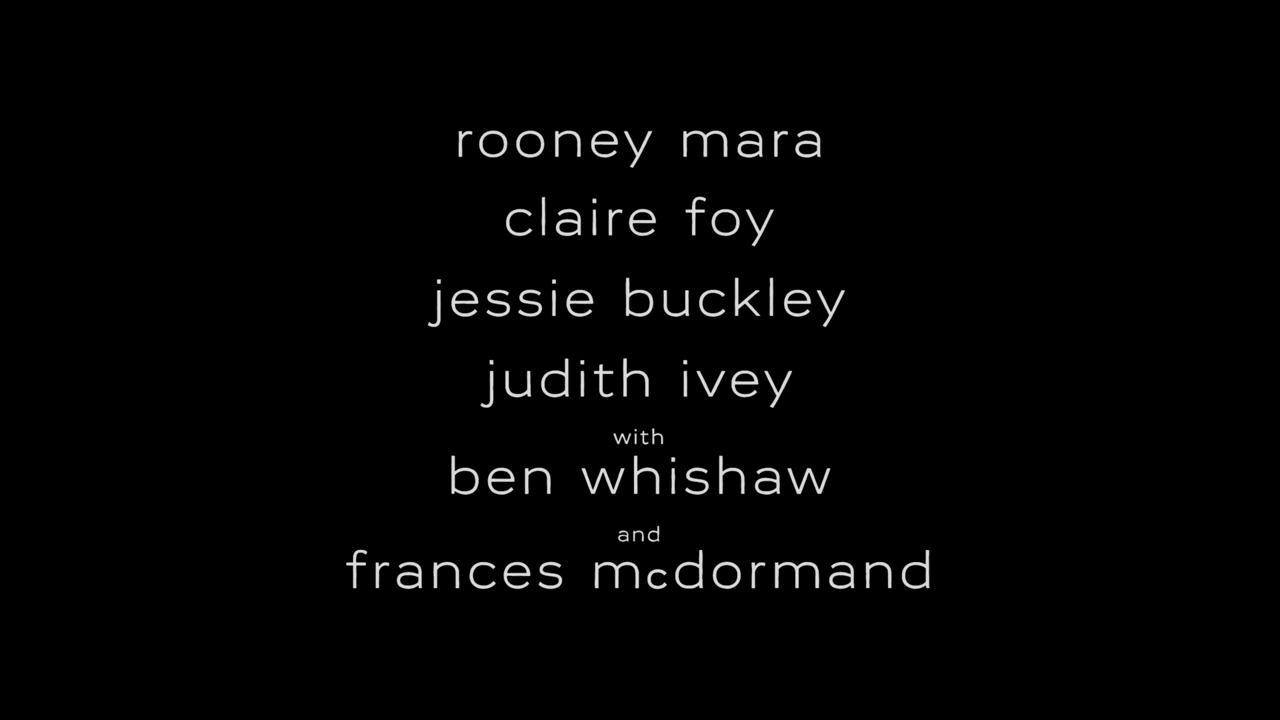 rooney mara
claire foy
jessie buckley
judith ivey
with
ben whishaw
and
frances mcdormand